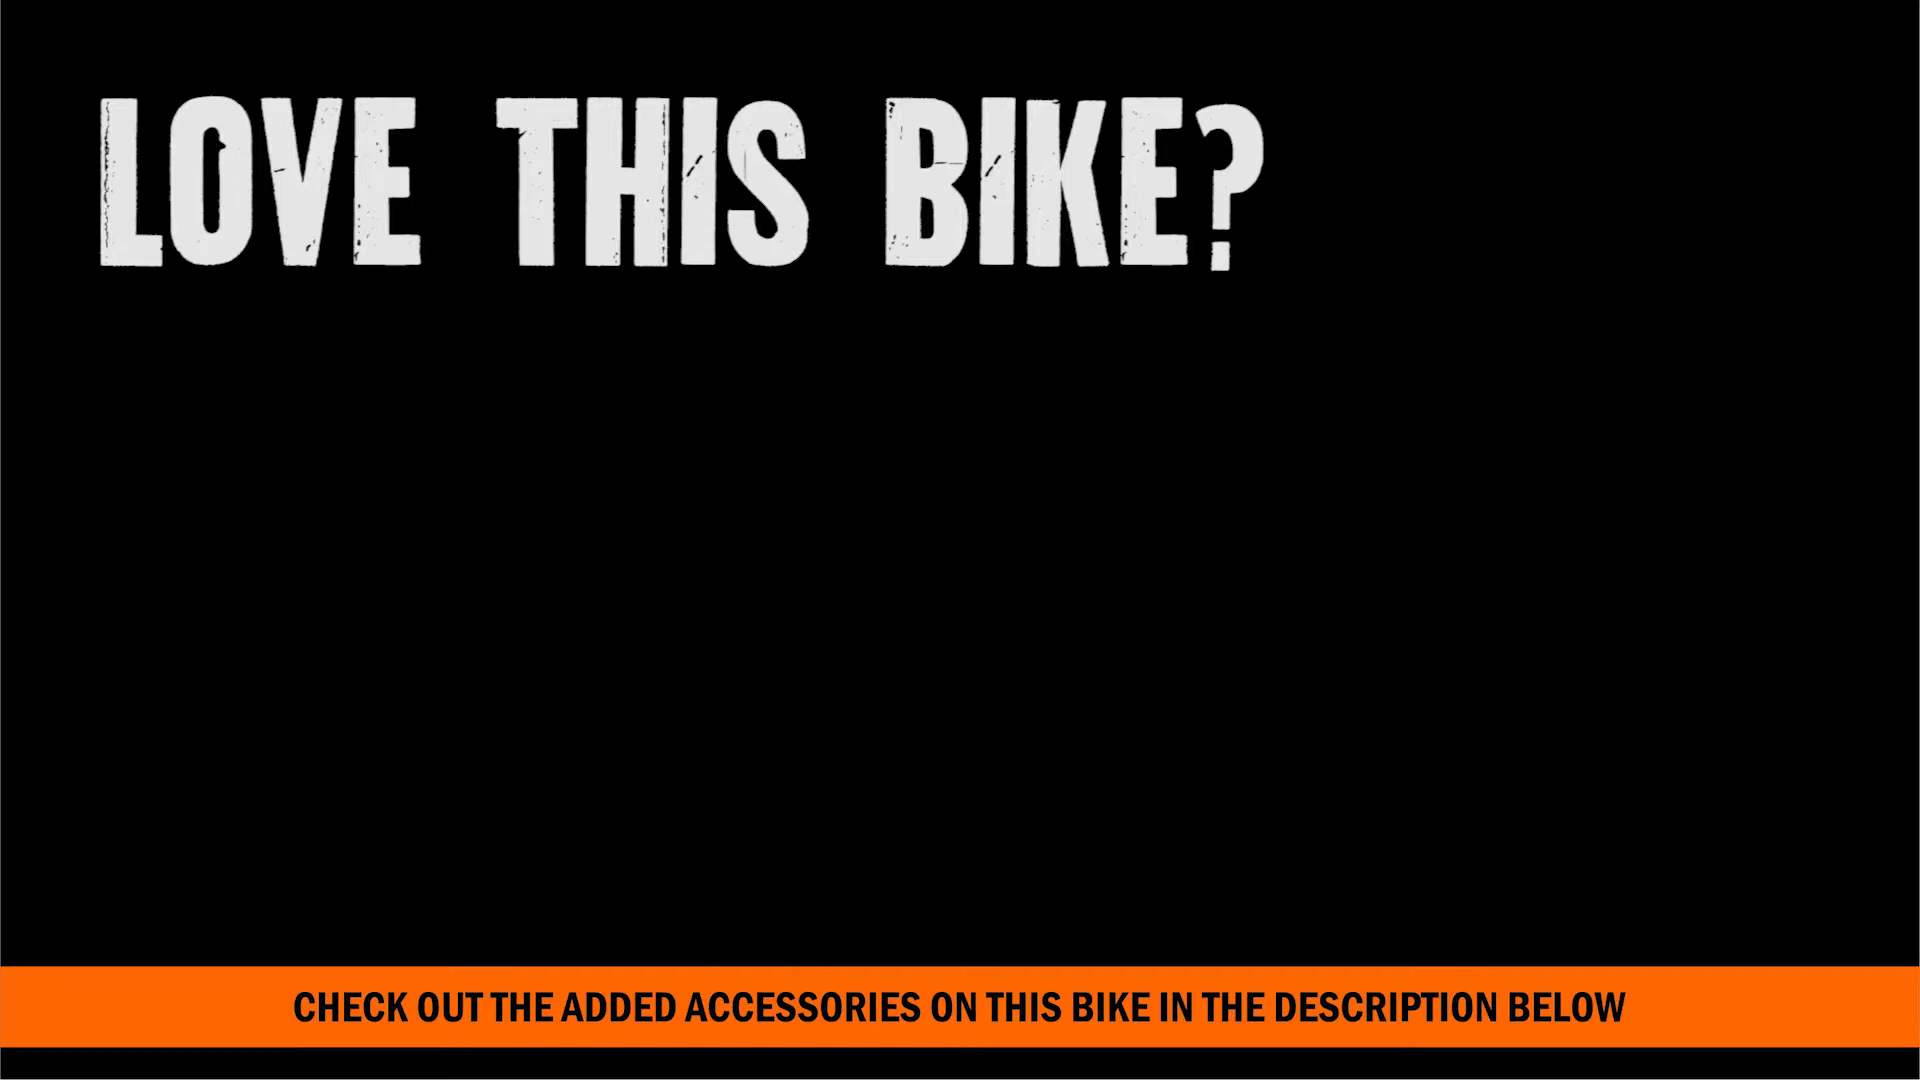 LOVE THIS BIKE?
CHECK OUT THE ADDED ACCESSORIES ON THIS BIKE IN THE DESCRIPTION BELOW